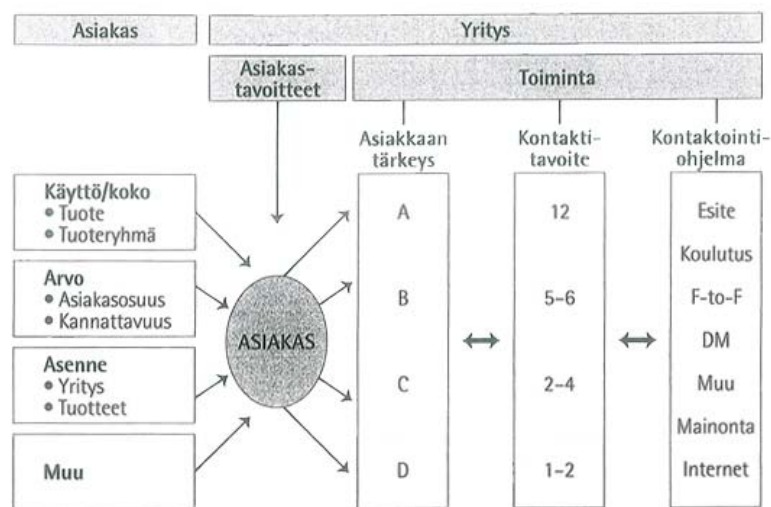 Asiakas
Yritys
Asiakas-
tavoitteet
Toiminta
Asiakkaan
tärkeys
Kontakti-
tavoite
Kontaktointi-
ohjelma
Käyttö/koko
• Tuote
• Tuoteryhmä
Arvo
• Asiakasosuus
• Kannattavuus
Asenne
• Yritys
• Tuotteet
Muu
ASIAKAS
A
B
C
D
12
5–6
2–4
1–2
Esite
Koulutus
F-to-F
DM
Muu
Mainonta
Internet